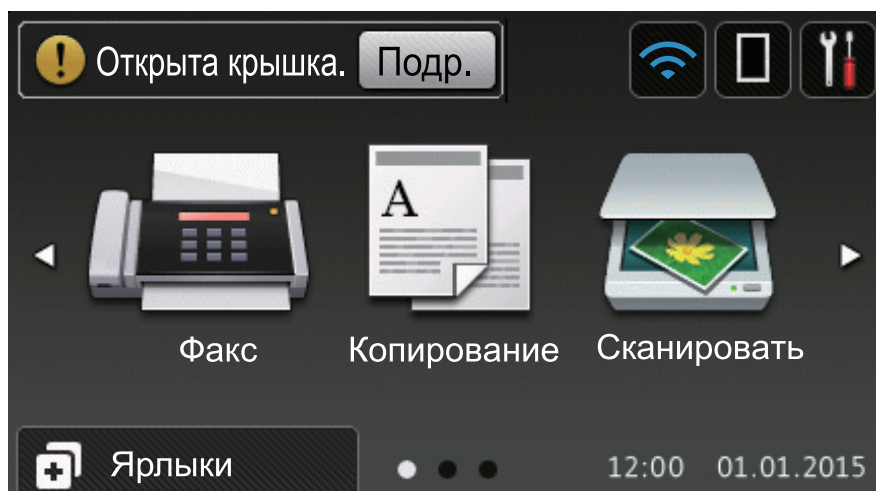 Открыта крышка. Подр.
A
Факс Копирование Сканировать
Ярлыки 12:00 01.01.2015